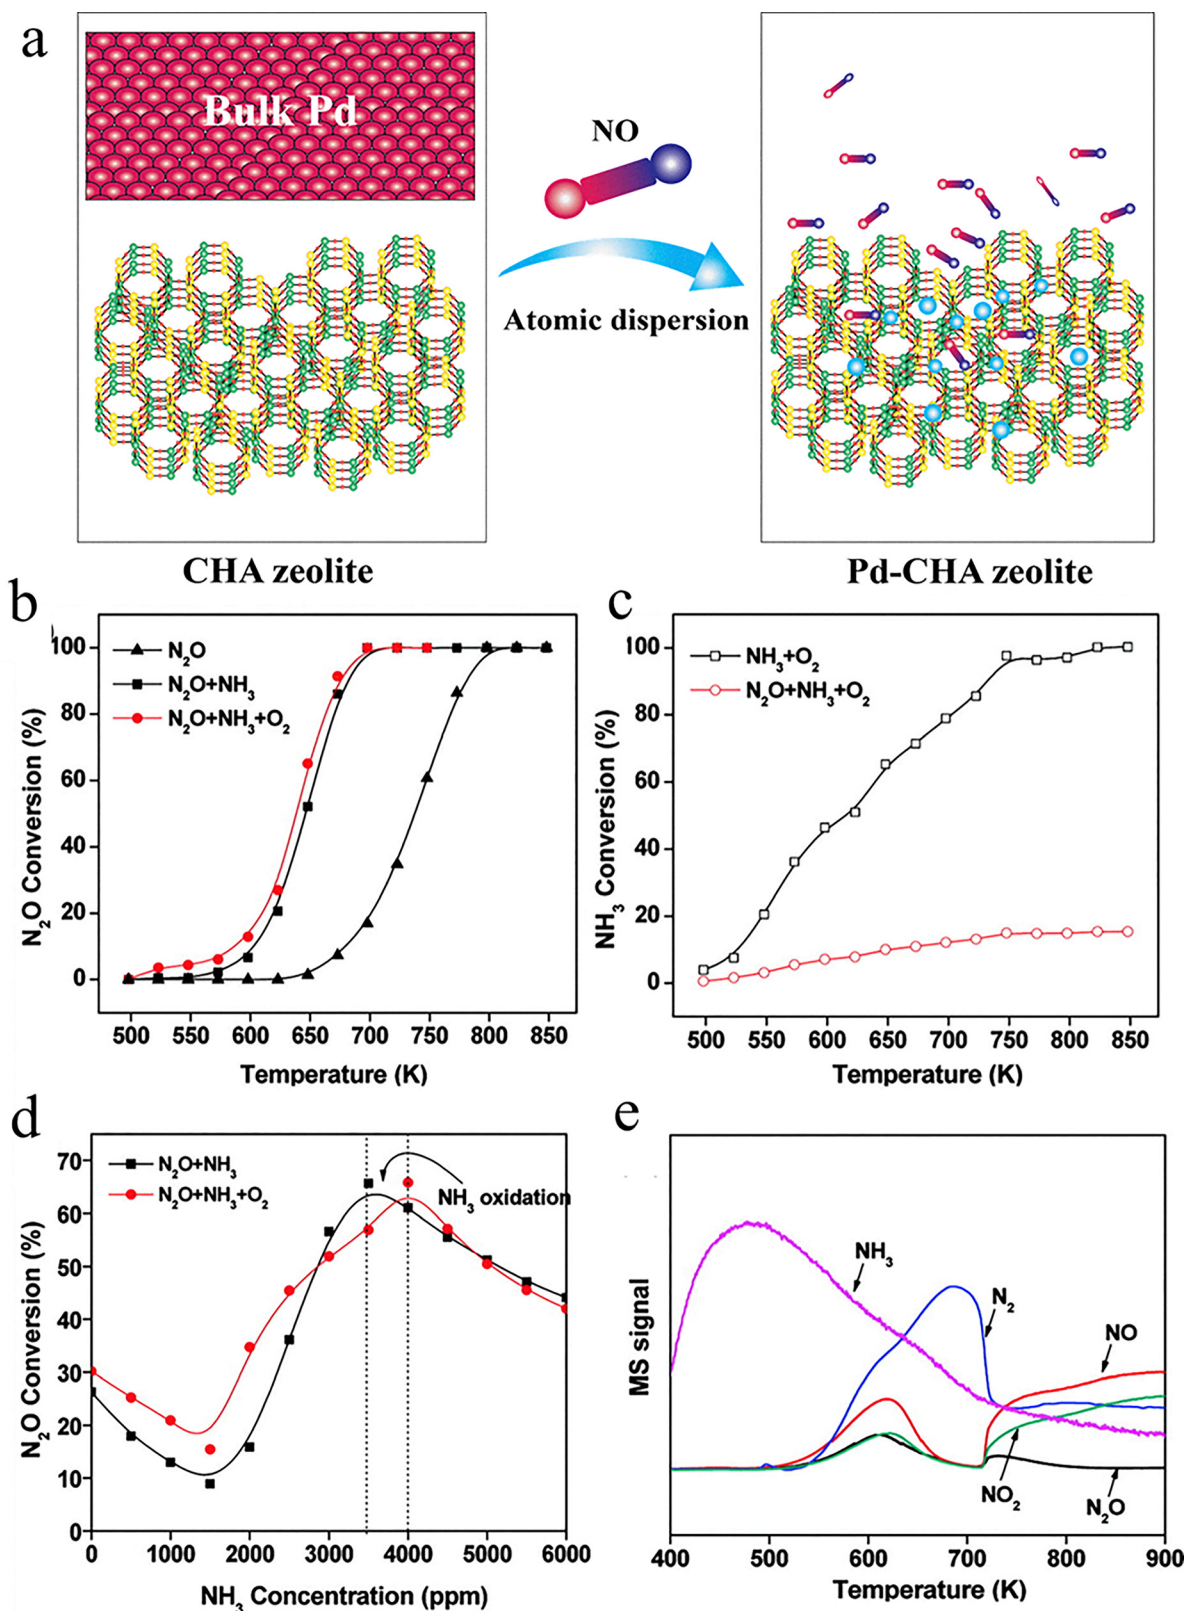 a
Bulk Pd
NO
Atomic dispersion
CHA zeolite
Pd-CHA zeolite
b
N₂O Conversion (%)
100
80
60
40
20
0
N₂O
N₂O+NH₃
N₂O+NH₃+O₂
500 550 600 650 700 750 800 850
Temperature (K)
c
NH₃ Conversion (%)
100
80
60
40
20
0
NH₃+O₂
N₂O+NH₃+O₂
500 550 600 650 700 750 800 850
Temperature (K)
d
N₂O Conversion (%)
70
60
50
40
30
20
10
0
N₂O+NH₃
N₂O+NH₃+O₂
NH₃ oxidation
0 1000 2000 3000 4000 5000 6000
NH₃ Concentration (ppm)
e
MS signal
NH₃
N₂
NO
NO₂
N₂O
400 500 600 700 800 900
Temperature (K)